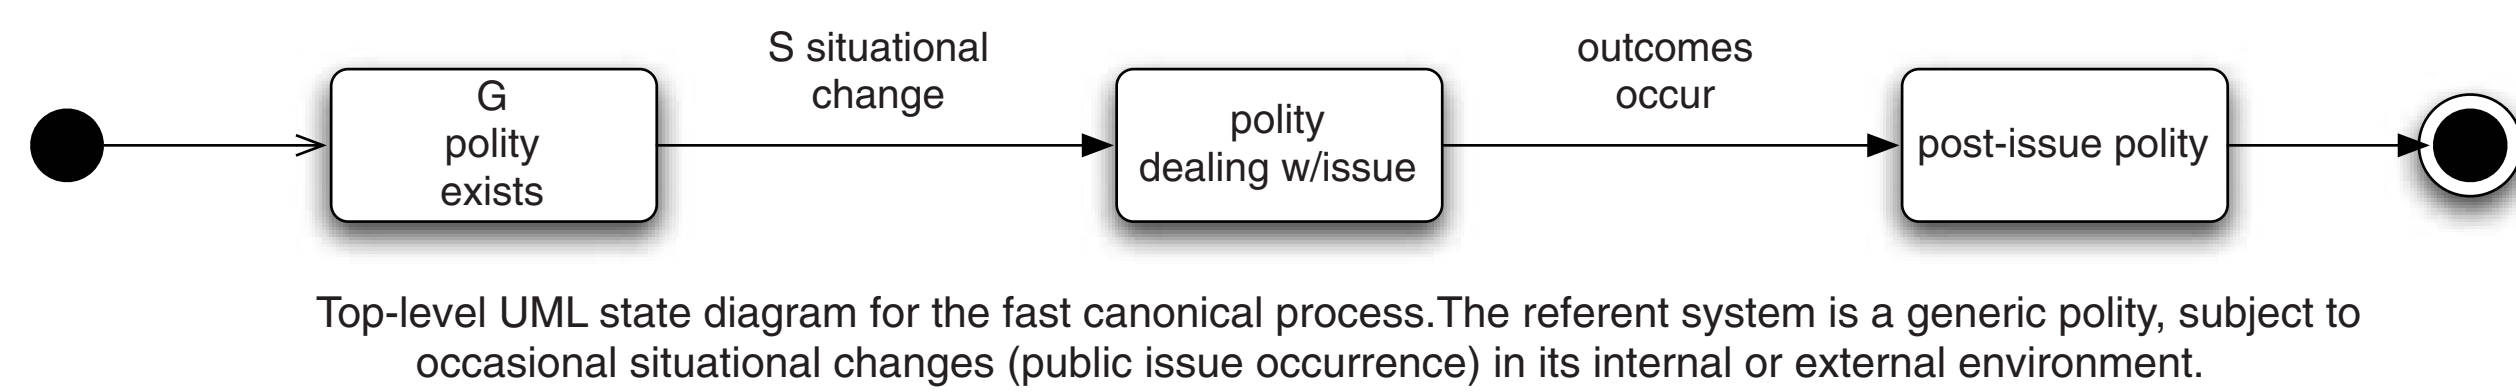 S situational
change
outcomes
occur
G
polity
exists
polity
dealing w/issue
post-issue polity
Top-level UML state diagram for the fast canonical process.The referent system is a generic polity, subject to
occasional situational changes (public issue occurrence) in its internal or external environment.